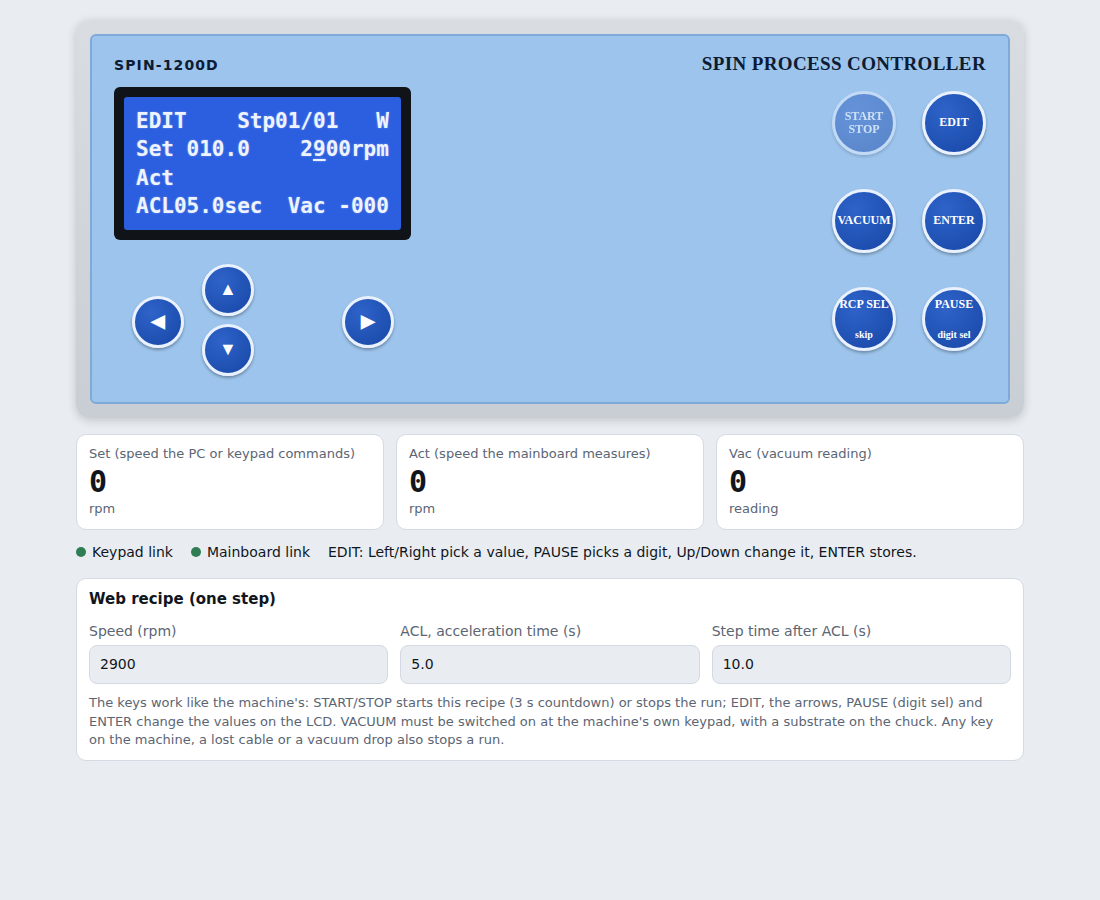 SPIN-1200D
SPIN PROCESS CONTROLLER
EDIT Stp01/01 W
Set 010.0 2900rpm
Act
ACL05.0sec Vac -000
START
STOP
EDIT
VACUUM
ENTER
RCP SEL
skip
PAUSE
digit sel
◀
▲
▼
▶
Set (speed the PC or keypad commands)
0
rpm
Act (speed the mainboard measures)
0
rpm
Vac (vacuum reading)
0
reading
Keypad link
Mainboard link
EDIT: Left/Right pick a value, PAUSE picks a digit, Up/Down change it, ENTER stores.
Web recipe (one step)
Speed (rpm)
ACL, acceleration time (s)
Step time after ACL (s)
2900
5.0
10.0
The keys work like the machine's: START/STOP starts this recipe (3 s countdown) or stops the run; EDIT, the arrows, PAUSE (digit sel) and
ENTER change the values on the LCD. VACUUM must be switched on at the machine's own keypad, with a substrate on the chuck. Any key
on the machine, a lost cable or a vacuum drop also stops a run.